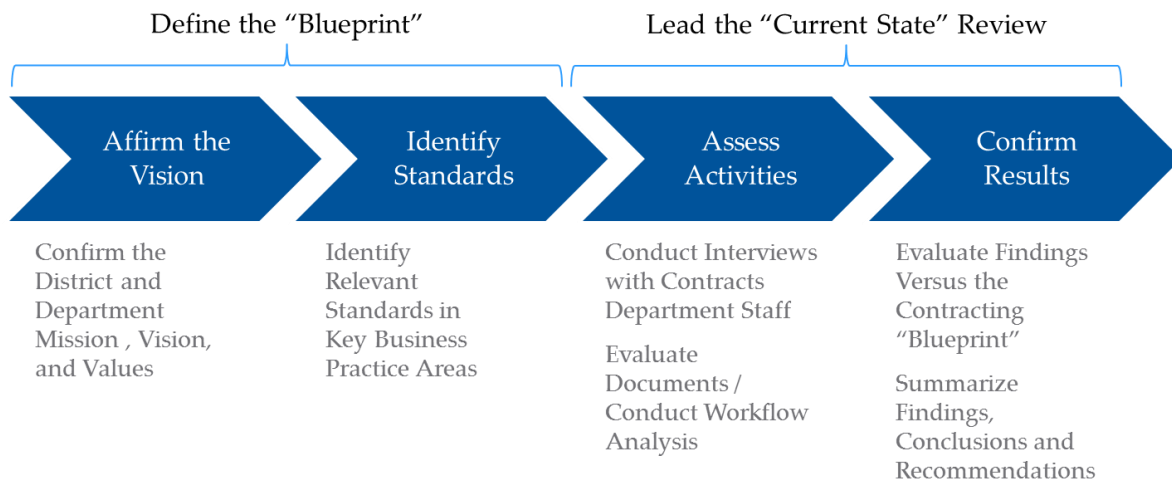 Define the “Blueprint”
Lead the “Current State” Review
Affirm the
Vision
Identify
Standards
Assess
Activities
Confirm
Results
Confirm the
District and
Department
Mission , Vision,
and Values
Identify
Relevant
Standards in
Key Business
Practice Areas
Conduct Interviews
with Contracts
Department Staff
Evaluate
Documents /
Conduct Workflow
Analysis
Evaluate Findings
Versus the
Contracting
“Blueprint”
Summarize
Findings,
Conclusions and
Recommendations